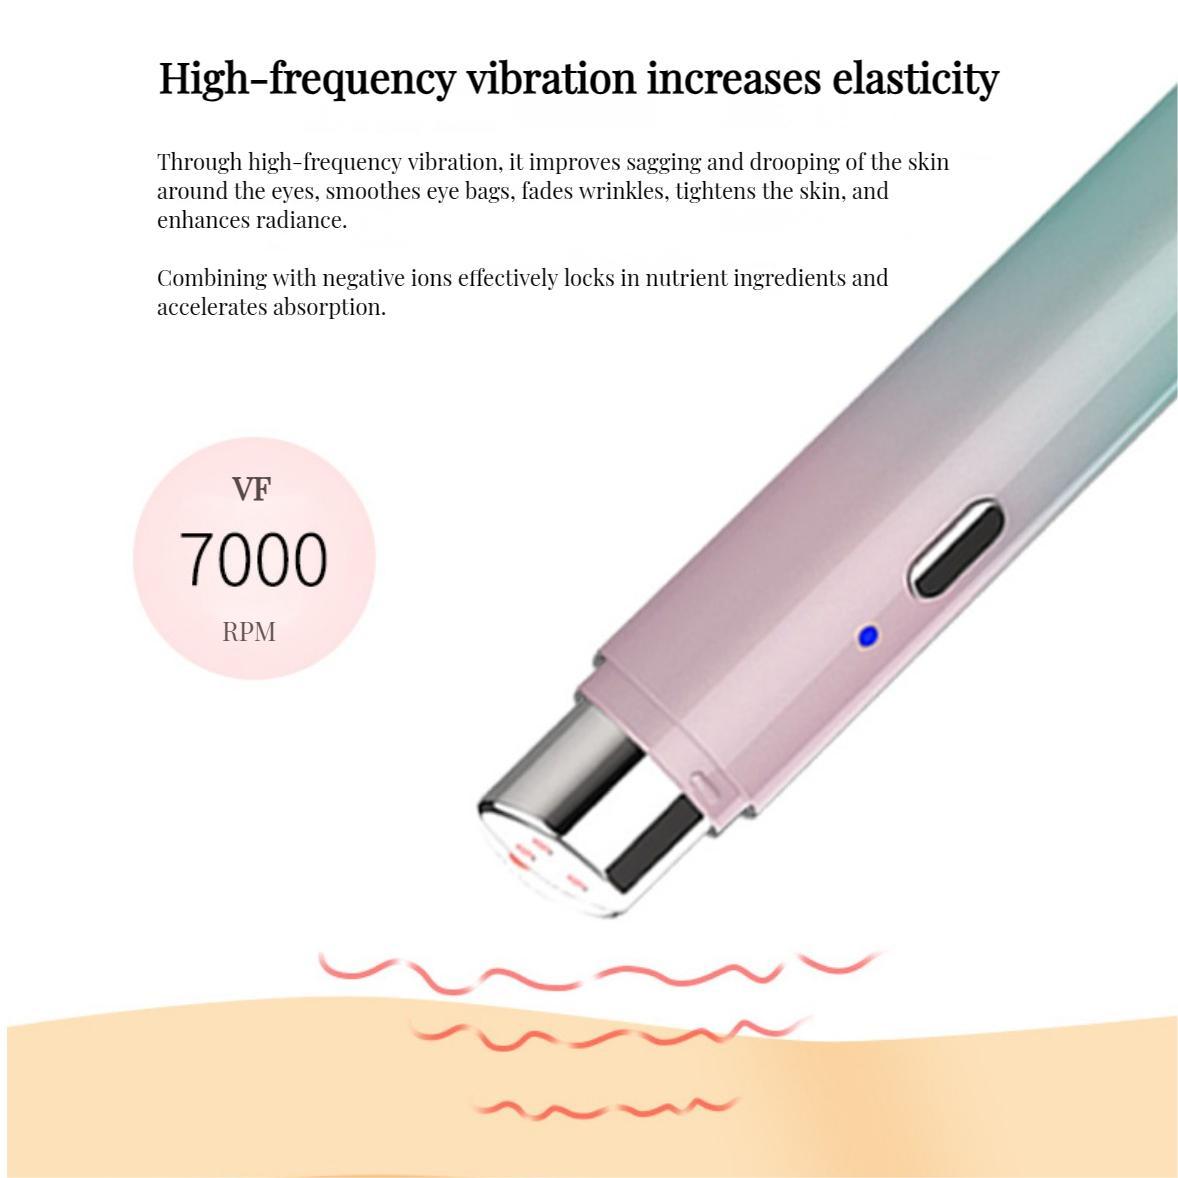 High-frequency vibration increases elasticity
Through high-frequency vibration, it improves sagging and drooping of the skin
around the eyes, smoothes eye bags, fades wrinkles, tightens the skin, and
enhances radiance.
Combining with negative ions effectively locks in nutrient ingredients and
accelerates absorption.
VF
7000
RPM